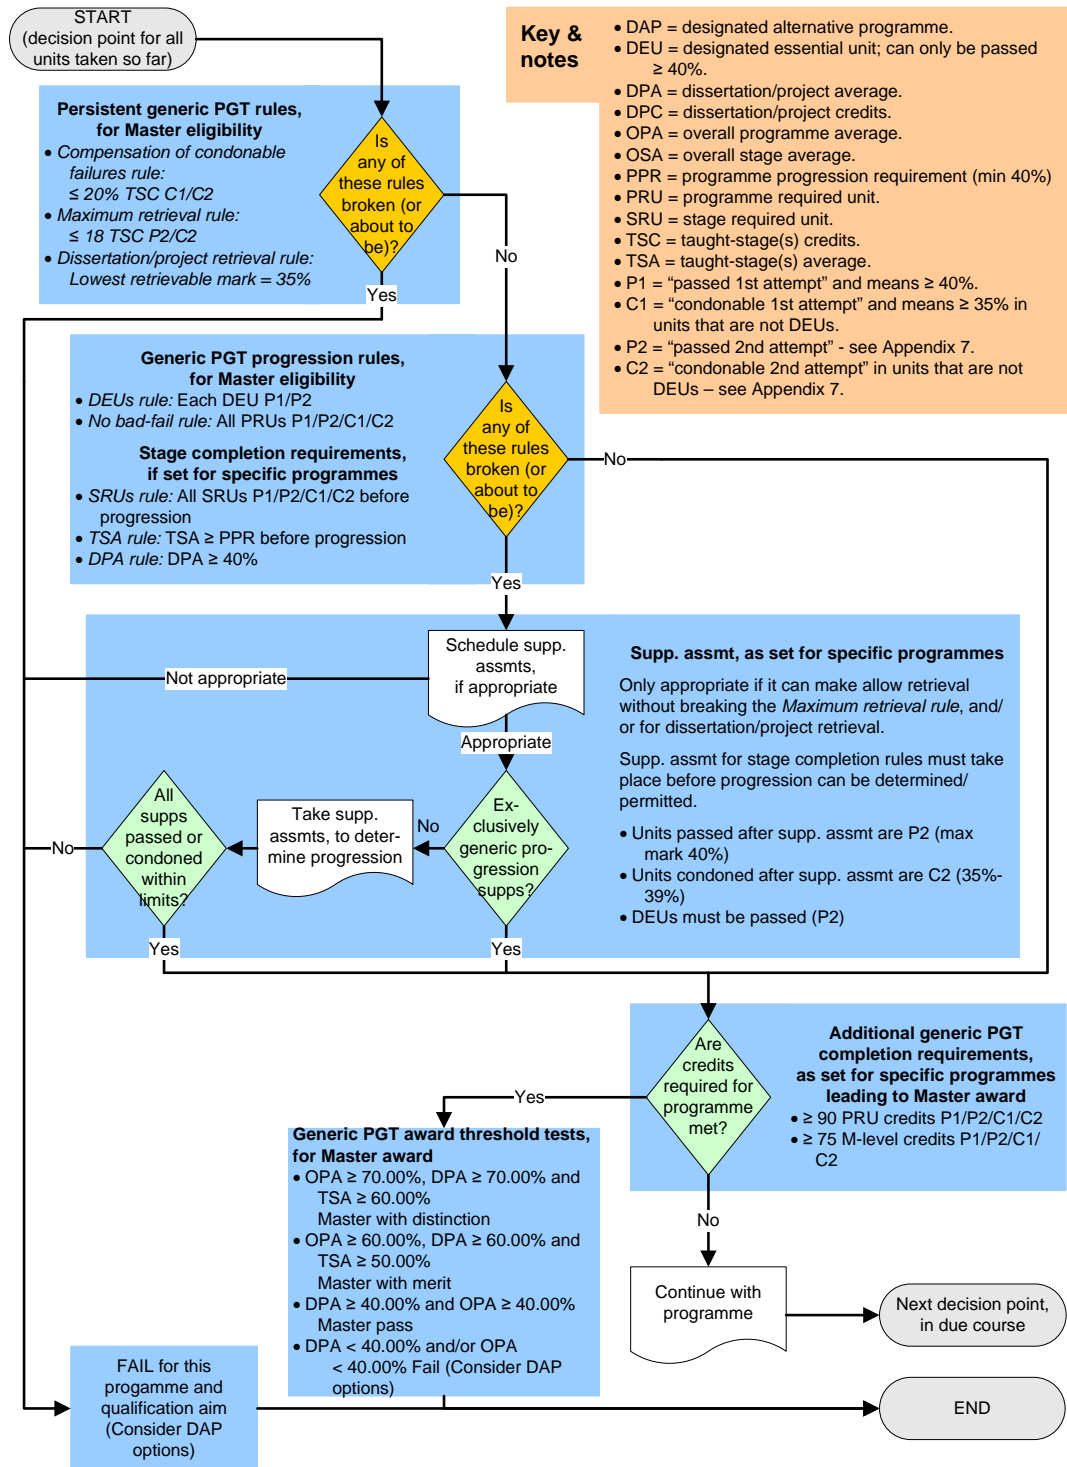 START
(decision point for all
units taken so far)
Key &
notes
• DAP = designated alternative programme.
• DEU = designated essential unit; can only be passed
≥ 40%.
• DPA = dissertation/project average.
• DPC = dissertation/project credits.
• OPA = overall programme average.
• OSA = overall stage average.
• PPR = programme progression requirement (min 40%)
• PRU = programme required unit.
• SRU = stage required unit.
• TSC = taught-stage(s) credits.
• TSA = taught-stage(s) average.
• P1 = “passed 1st attempt” and means ≥ 40%.
• C1 = “condonable 1st attempt” and means ≥ 35% in
units that are not DEUs.
• P2 = “passed 2nd attempt” - see Appendix 7.
• C2 = “condonable 2nd attempt” in units that are not
DEUs – see Appendix 7.
Persistent generic PGT rules,
for Master eligibility
• Compensation of condonable
failures rule:
≤ 20% TSC C1/C2
• Maximum retrieval rule:
≤ 18 TSC P2/C2
• Dissertation/project retrieval rule:
Lowest retrievable mark = 35%
Is
any of
these rules
broken (or
about to
be)?
No
Yes
Generic PGT progression rules,
for Master eligibility
• DEUs rule: Each DEU P1/P2
• No bad-fail rule: All PRUs P1/P2/C1/C2
Stage completion requirements,
if set for specific programmes
• SRUs rule: All SRUs P1/P2/C1/C2 before
progression
• TSA rule: TSA ≥ PPR before progression
• DPA rule: DPA ≥ 40%
Is
any of
these rules
broken (or
about to
be)?
No
Yes
Schedule supp.
assmts,
if appropriate
Not appropriate
Appropriate
Supp. assmt, as set for specific programmes
Only appropriate if it can make allow retrieval
without breaking the Maximum retrieval rule, and/
or for dissertation/project retrieval.
Supp. assmt for stage completion rules must take
place before progression can be determined/
permitted.
• Units passed after supp. assmt are P2 (max
mark 40%)
• Units condoned after supp. assmt are C2 (35%-
39%)
• DEUs must be passed (P2)
All
supps
passed or
condoned
within
limits?
No
Take supp.
assmts, to deter-
mine progression
No
Ex-
clusively
generic pro-
gression
supps?
Yes
Yes
Are
credits
required for
programme
met?
Additional generic PGT
completion requirements,
as set for specific programmes
leading to Master award
• ≥ 90 PRU credits P1/P2/C1/C2
• ≥ 75 M-level credits P1/P2/C1/
C2
Yes
No
Generic PGT award threshold tests,
for Master award
• OPA ≥ 70.00%, DPA ≥ 70.00% and
TSA ≥ 60.00%
Master with distinction
• OPA ≥ 60.00%, DPA ≥ 60.00% and
TSA ≥ 50.00%
Master with merit
• DPA ≥ 40.00% and OPA ≥ 40.00%
Master pass
• DPA < 40.00% and/or OPA
< 40.00% Fail (Consider DAP
options)
Continue with
programme
Next decision point,
in due course
FAIL for this
progamme and
qualification aim
(Consider DAP
options)
END